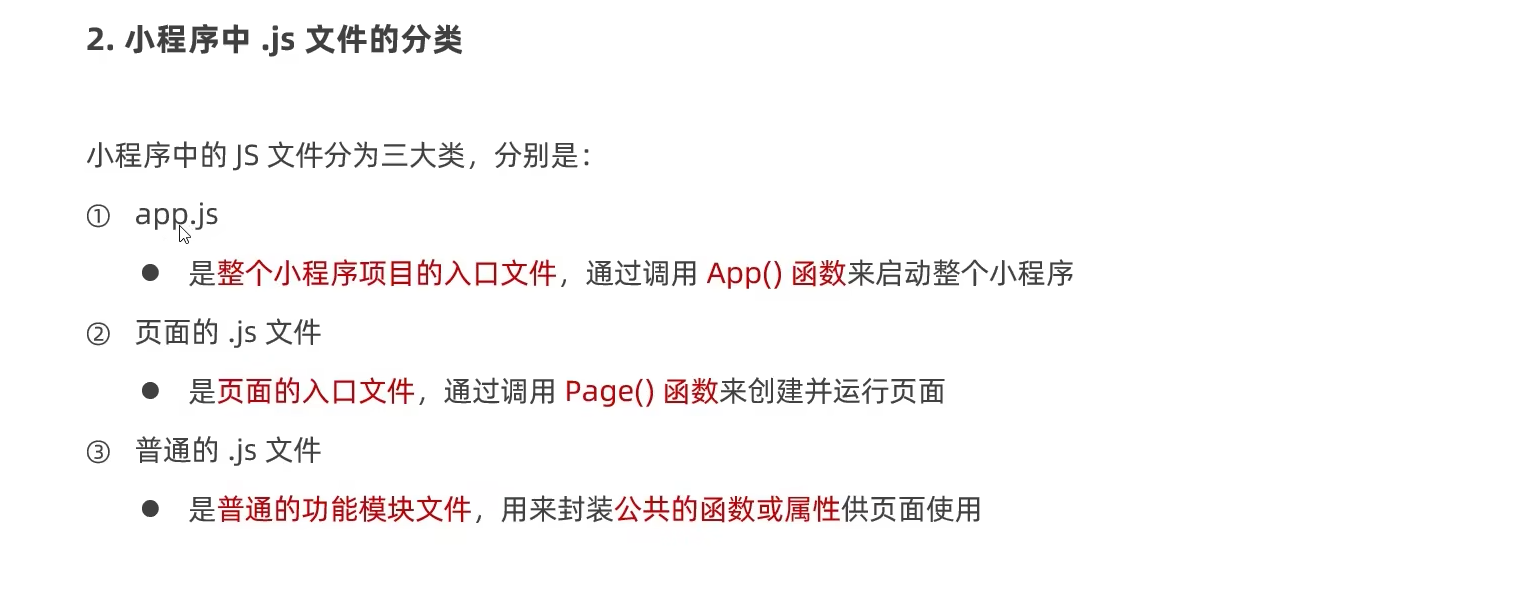 2. 小程序中 .js 文件的分类
小程序中的 JS 文件分为三大类，分别是：
① app.js
● 是整个小程序项目的入口文件，通过调用 App() 函数来启动整个小程序
② 页面的 .js 文件
● 是页面的入口文件，通过调用 Page() 函数来创建并运行页面
③ 普通的 .js 文件
● 是普通的功能模块文件，用来封装公共的函数或属性供页面使用